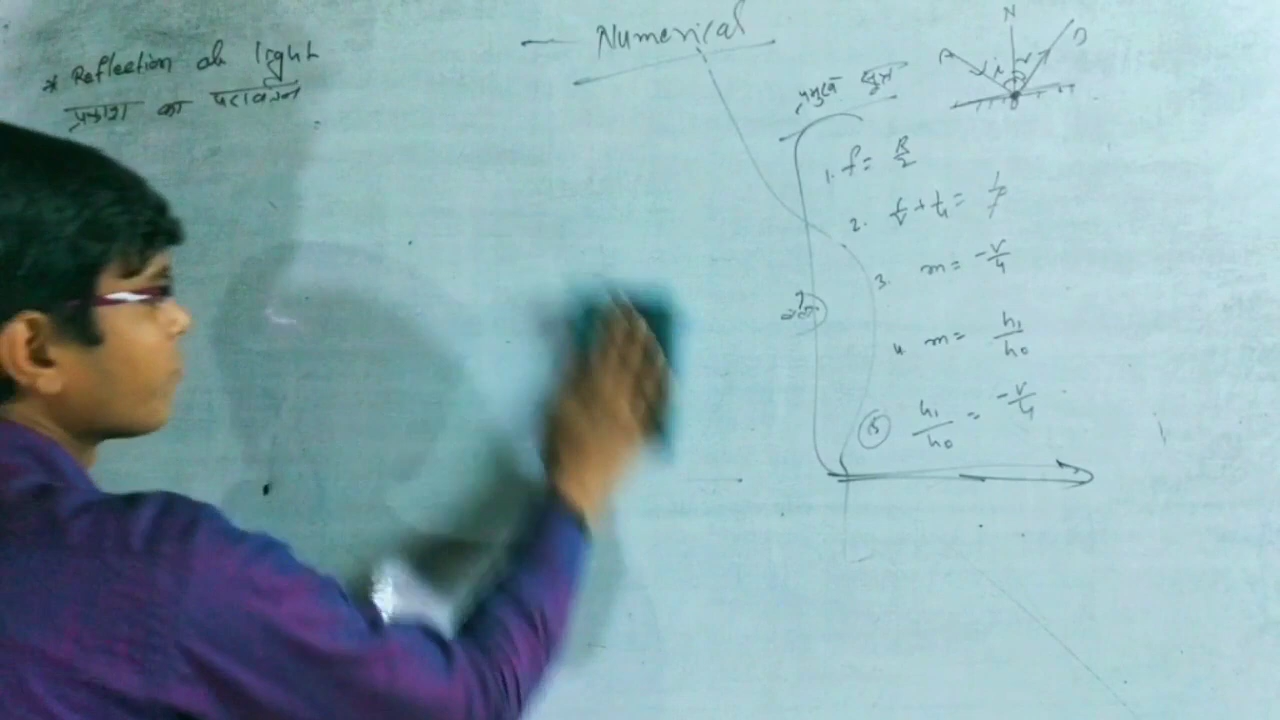 * Reflection of light
प्रकाश का परावर्तन
Numerical
प्रमुख सूत्र
N
A
B
i
r
1. f = R/2
2. 1/v + 1/u = 1/f
3. m = -v/u
4. m = h₁/h₀
⑤ h₁/h₀ = -v/u